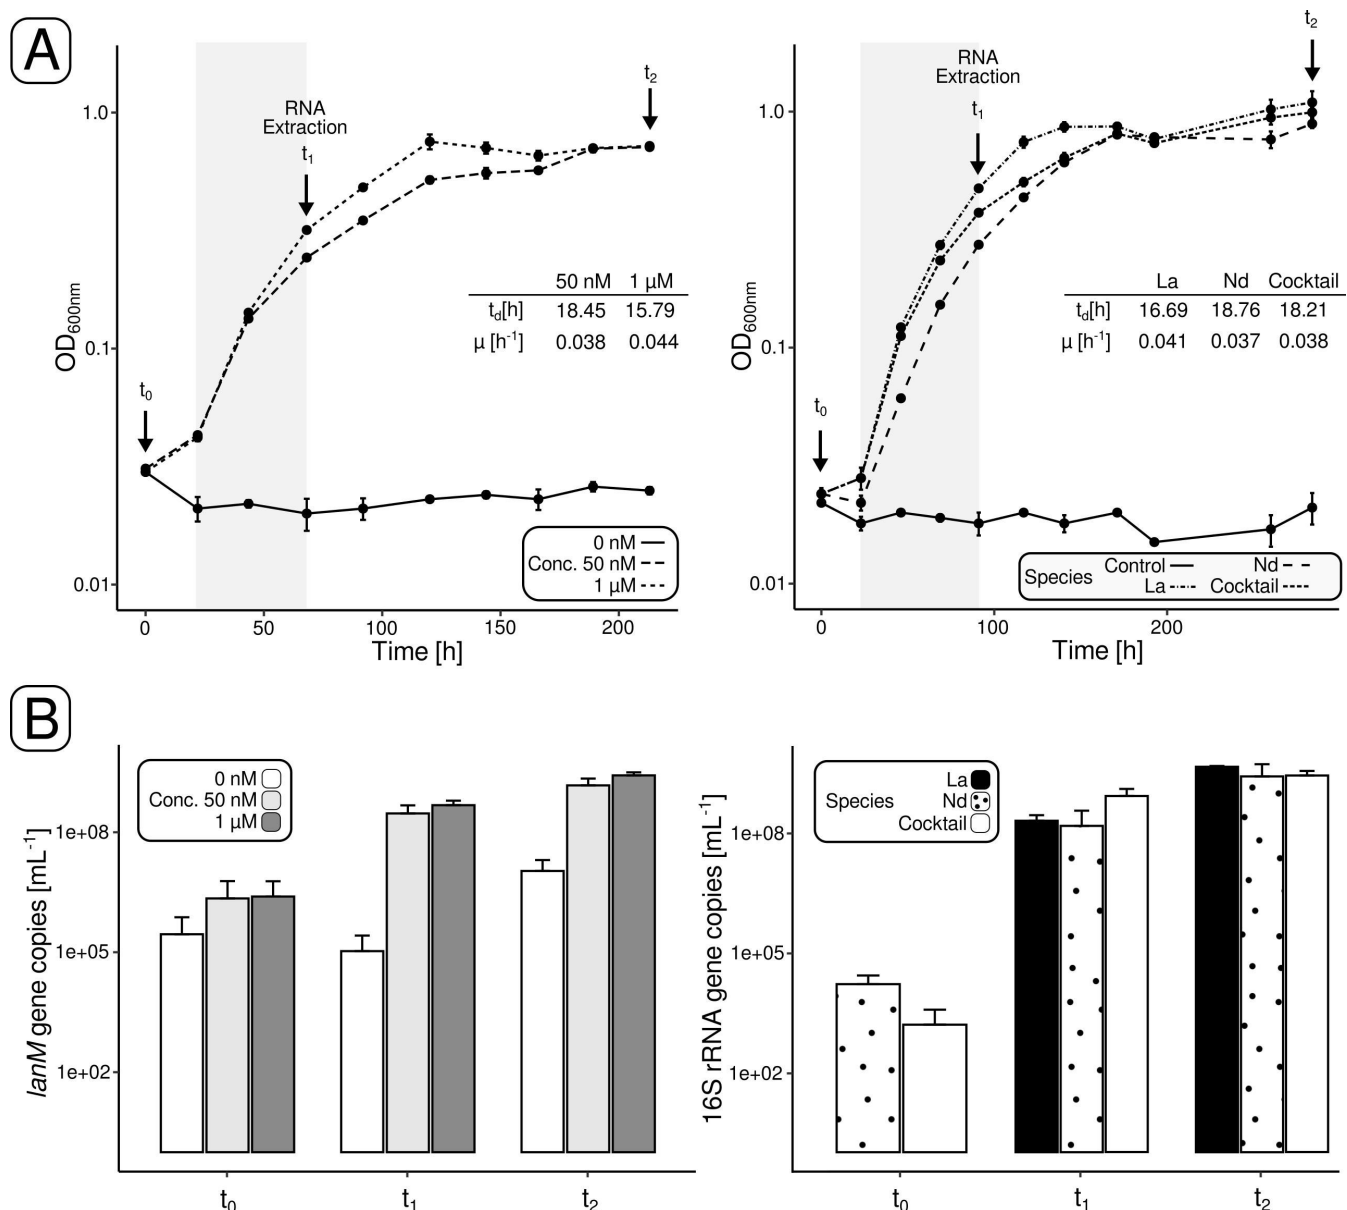 A
RNA
Extraction
t1
t2
t0
1.0
0.1
0.01
OD600nm
50 nM 1 µM
td[h] 18.45 15.79
µ [h-1] 0.038 0.044
0 nM
Conc. 50 nM
1 µM
0 50 100 150 200
Time [h]
t2
RNA
Extraction
t1
t0
1.0
0.1
0.01
La Nd Cocktail
td[h] 16.69 18.76 18.21
µ [h-1] 0.041 0.037 0.038
Species
Control Nd
La Cocktail
0 100 200
Time [h]
B
0 nM
Conc. 50 nM
1 µM
lanM gene copies [mL-1]
1e+08
1e+05
1e+02
t0 t1 t2
La
Species Nd
Cocktail
16S rRNA gene copies [mL-1]
1e+08
1e+05
1e+02
t0 t1 t2